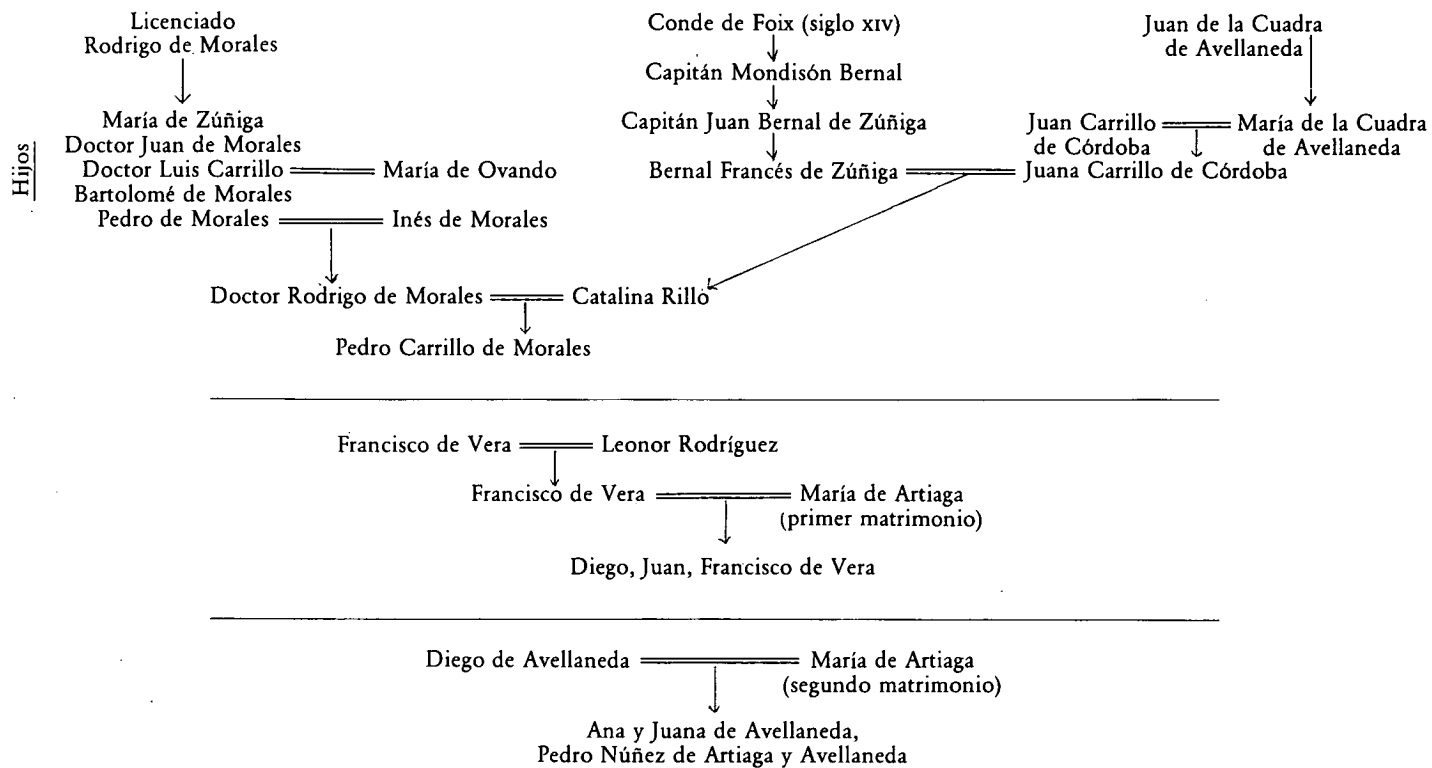 Licenciado
Rodrigo de Morales
Conde de Foix (siglo XIV)
Juan de la Cuadra
de Avellaneda
Capitán Mondisón Bernal
Hijos
María de Zúñiga
Doctor Juan de Morales
Doctor Luis Carrillo
María de Ovando
Bartolomé de Morales
Pedro de Morales
Inés de Morales
Capitán Juan Bernal de Zúñiga
Bernal Francés de Zúñiga
Juan Carrillo
de Córdoba
María de la Cuadra
de Avellaneda
Juana Carrillo de Córdoba
Doctor Rodrigo de Morales
Catalina Rillo
Pedro Carrillo de Morales
Francisco de Vera
Leonor Rodríguez
Francisco de Vera
María de Artiaga
(primer matrimonio)
Diego, Juan, Francisco de Vera
Diego de Avellaneda
María de Artiaga
(segundo matrimonio)
Ana y Juana de Avellaneda,
Pedro Núñez de Artiaga y Avellaneda